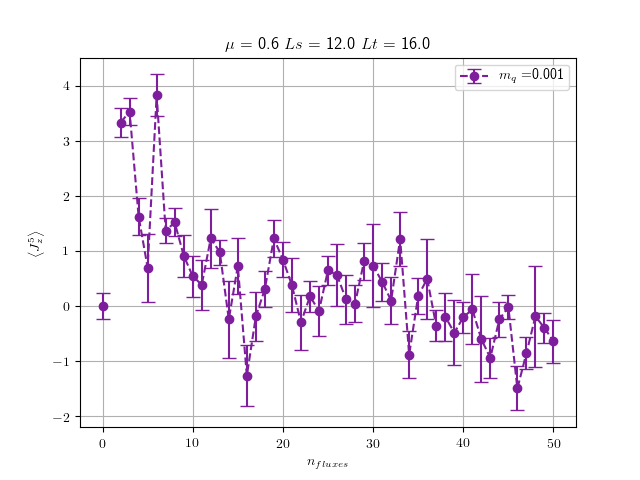 μ = 0.6 Ls = 12.0 Lt = 16.0
m_q =0.001
⟨J_z^5⟩
4
3
2
1
0
−1
−2
0 10 20 30 40 50
n_fluxes